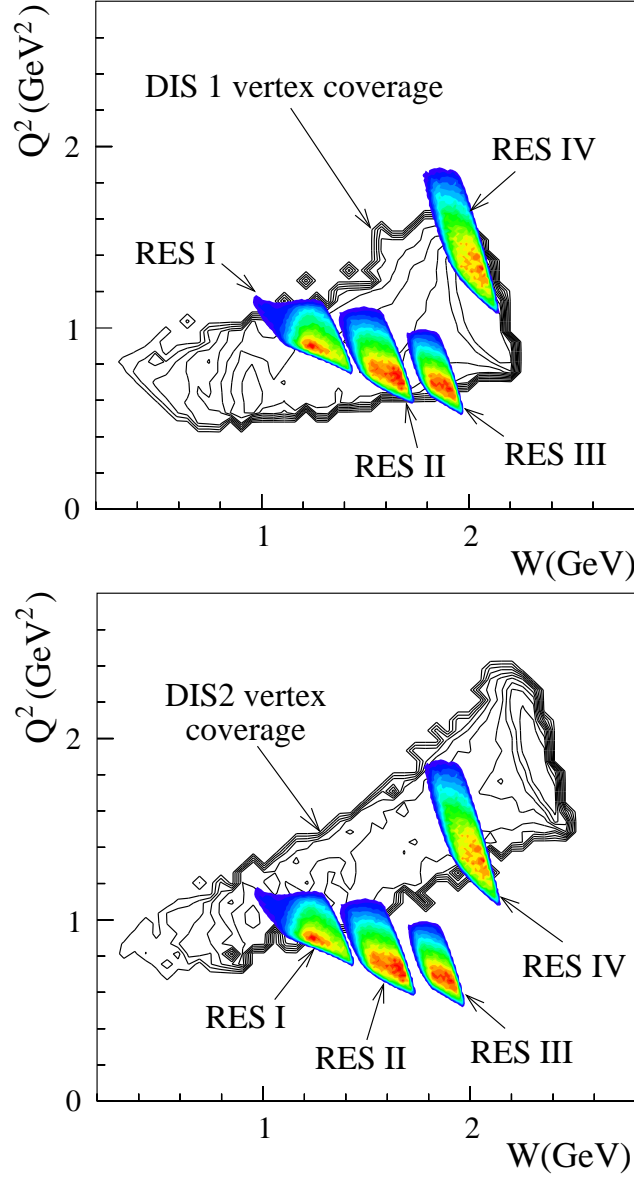 Q² (GeV²)
DIS 1 vertex coverage
RES IV
RES I
RES II
RES III
2
1
0
1
2
W(GeV)
Q² (GeV²)
DIS2 vertex
coverage
RES IV
RES I
RES II
RES III
2
1
0
1
2
W(GeV)